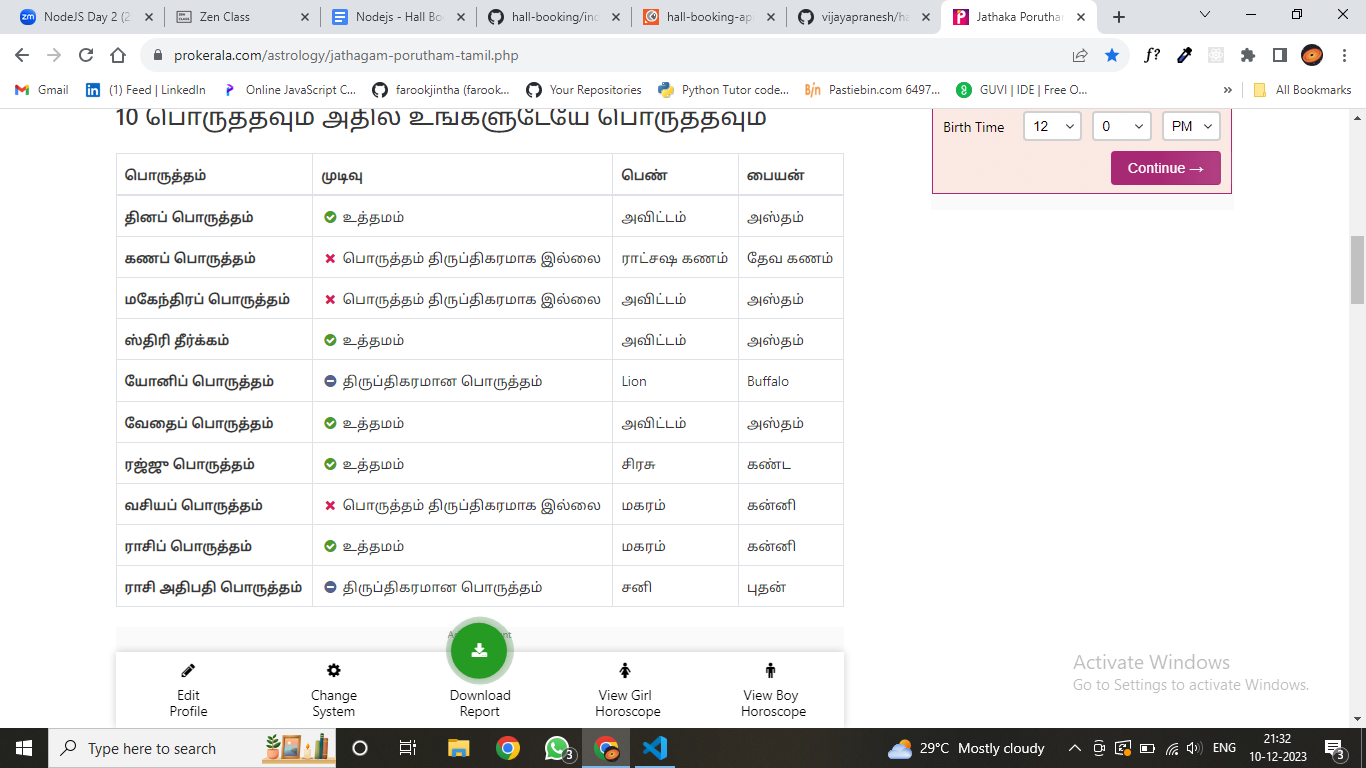 NodeJS Day 2 (2
Zen Class
Nodejs - Hall Bo
hall-booking/inc
hall-booking-ap
vijayapranesh/ha
Jathaka Porutha
prokerala.com/astrology/jathagam-porutham-tamil.php
f?
Gmail
(1) Feed | LinkedIn
Online JavaScript C...
farookjintha (farook...
Your Repositories
Python Tutor code...
Pastiebin.com 6497...
GUVI | IDE | Free O...
»
All Bookmarks
10 பொருத்தவும் அதில் உங்களுடேயே பொருத்தவும்
Birth Time 12 0 PM
Continue →
பொருத்தம் முடிவு பெண் பையன்
தினப் பொருத்தம் உத்தமம் அவிட்டம் அஸ்தம்
கணப் பொருத்தம் பொருத்தம் திருப்திகரமாக இல்லை ராட்சஷ கணம் தேவ கணம்
மகேந்திரப் பொருத்தம் பொருத்தம் திருப்திகரமாக இல்லை அவிட்டம் அஸ்தம்
ஸ்திரி தீர்க்கம் உத்தமம் அவிட்டம் அஸ்தம்
யோனிப் பொருத்தம் திருப்திகரமான பொருத்தம் Lion Buffalo
வேதைப் பொருத்தம் உத்தமம் அவிட்டம் அஸ்தம்
ரஜ்ஜு பொருத்தம் உத்தமம் சிரசு கண்ட
வசியப் பொருத்தம் பொருத்தம் திருப்திகரமாக இல்லை மகரம் கன்னி
ராசிப் பொருத்தம் உத்தமம் மகரம் கன்னி
ராசி அதிபதி பொருத்தம் திருப்திகரமான பொருத்தம் சனி புதன்
Edit
Profile
Change
System
Download
Report
View Girl
Horoscope
View Boy
Horoscope
Activate Windows
Go to Settings to activate Windows.
Type here to search
3
29°C Mostly cloudy
ENG
21:32
10-12-2023
3